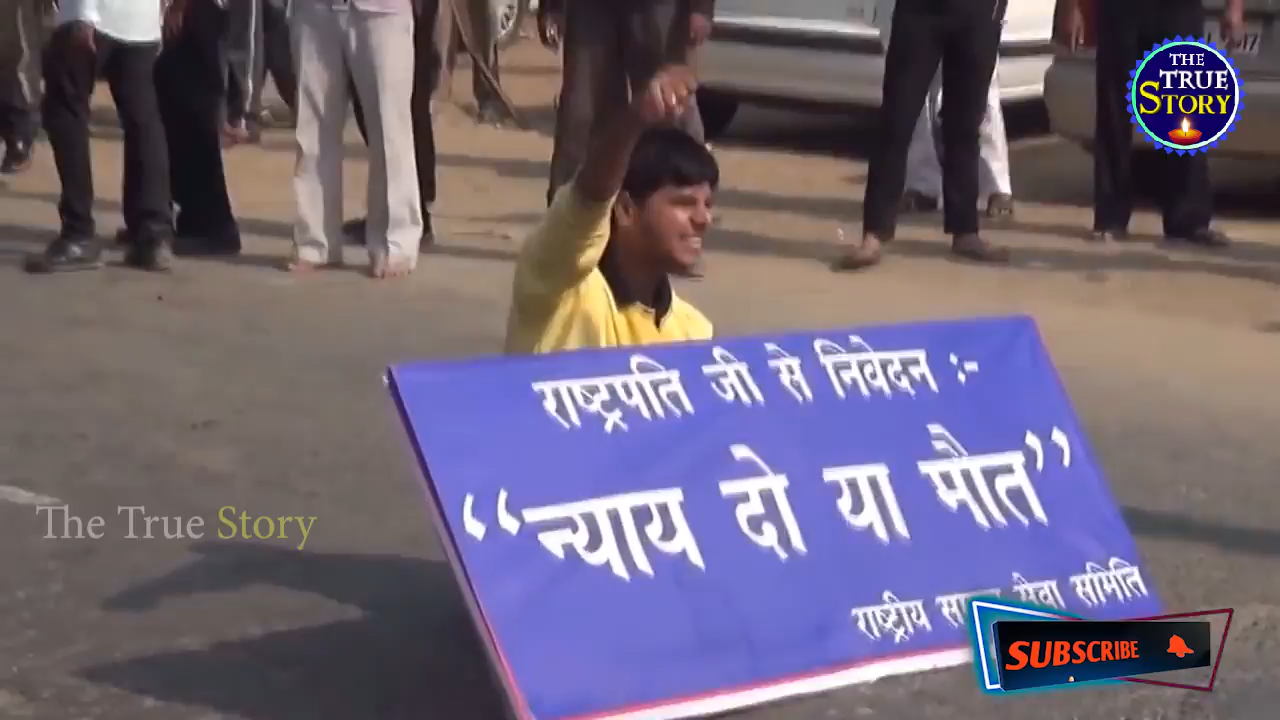 THE
TRUE
STORY
राष्ट्रपति जी से निवेदन :-
“न्याय दो या मौत”
The True Story
राष्ट्रीय सेवा समिति
SUBSCRIBE